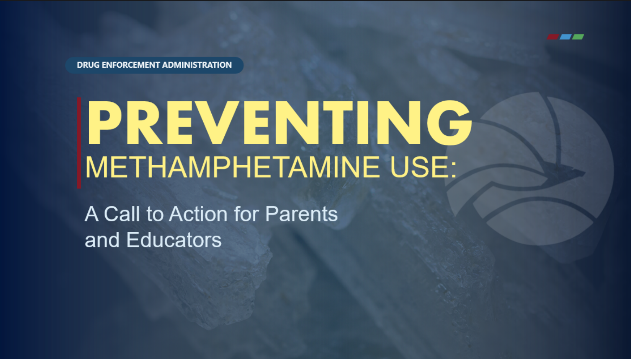 DRUG ENFORCEMENT ADMINISTRATION
PREVENTING
METHAMPHETAMINE USE:
A Call to Action for Parents
and Educators